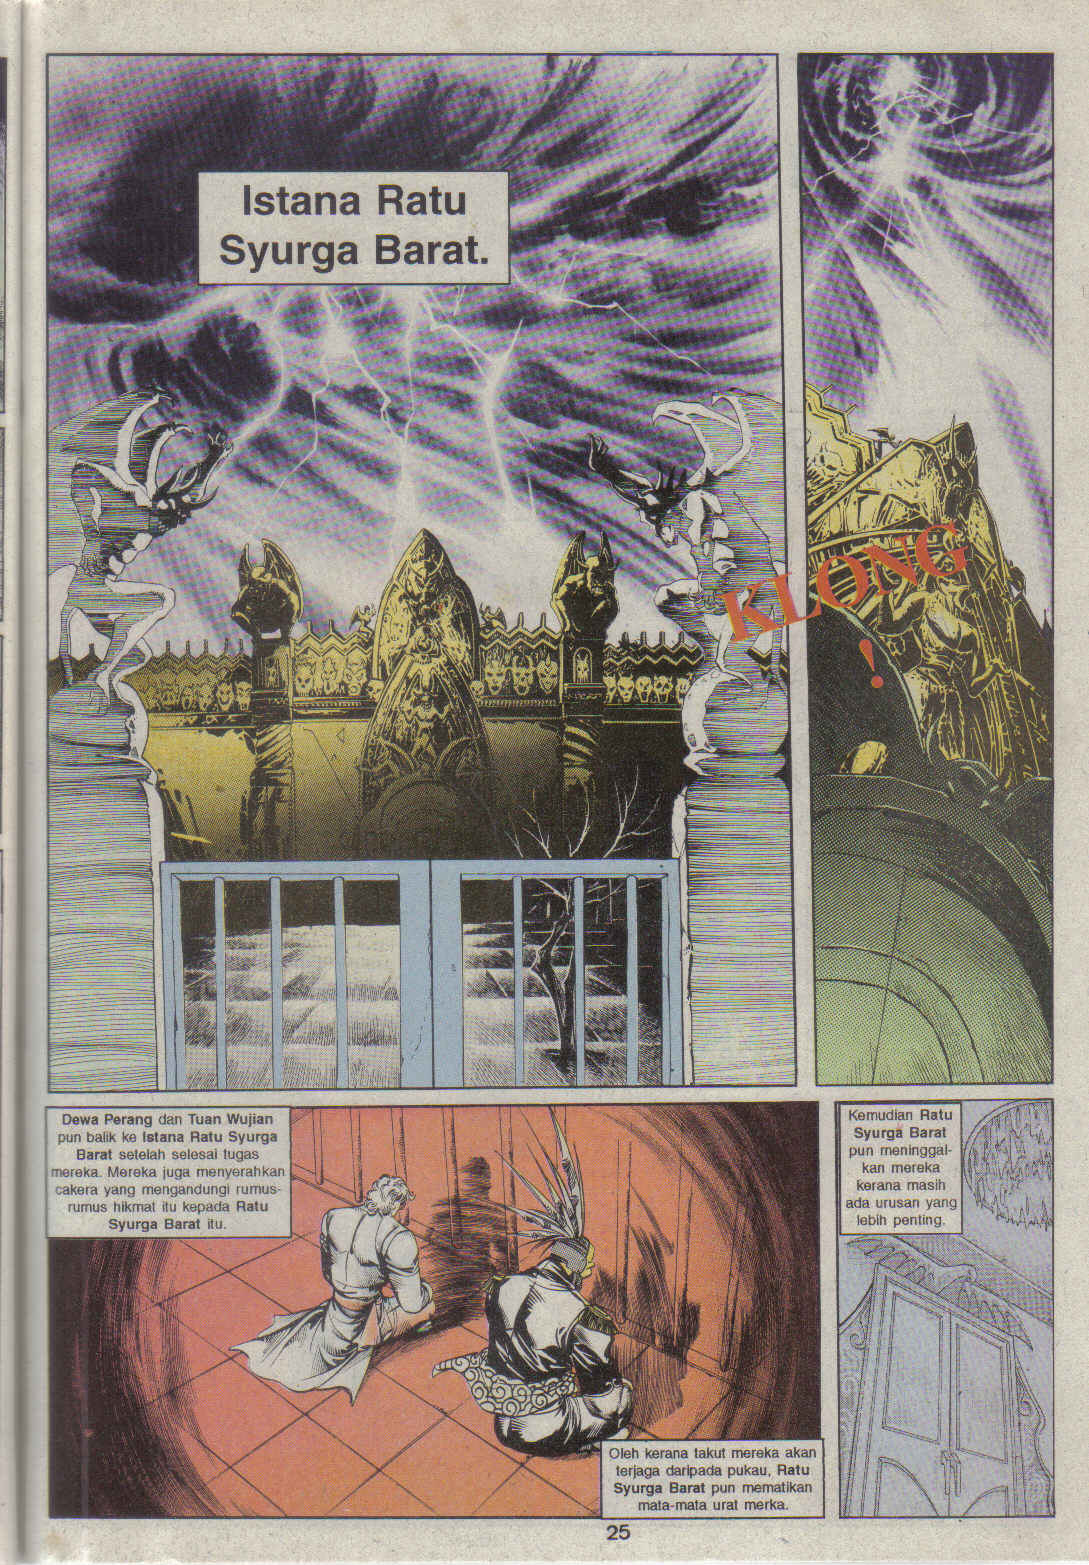 Istana Ratu
Syurga Barat.
KLONG
!
Dewa Perang dan Tuan Wujian
pun balik ke Istana Ratu Syurga
Barat setelah selesai tugas
mereka. Mereka juga menyerahkan
cakera yang mengandungi rumus-
rumus hikmat itu kepada Ratu
Syurga Barat itu.
Oleh kerana takut mereka akan
terjaga daripada pukau, Ratu
Syurga Barat pun mematikan
mata-mata urat merka.
Kemudian Ratu
Syurga Barat
pun meninggal-
kan mereka
kerana masih
ada urusan yang
lebih penting.
25